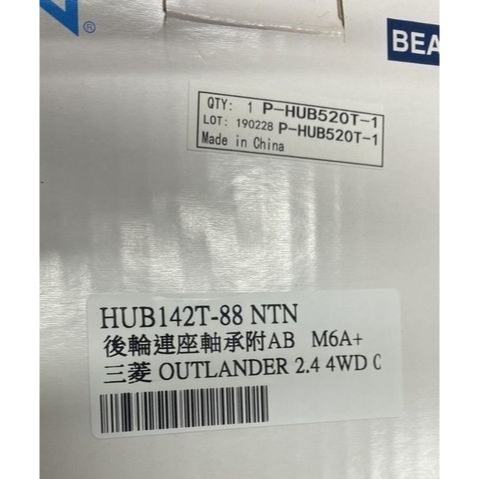 BEA
QTY: 1 P-HUB520T-1
LOT: 190228 P-HUB520T-1
Made in China
HUB142T-88 NTN
後輪連座軸承附AB M6A+
三菱 OUTLANDER 2.4 4WD C